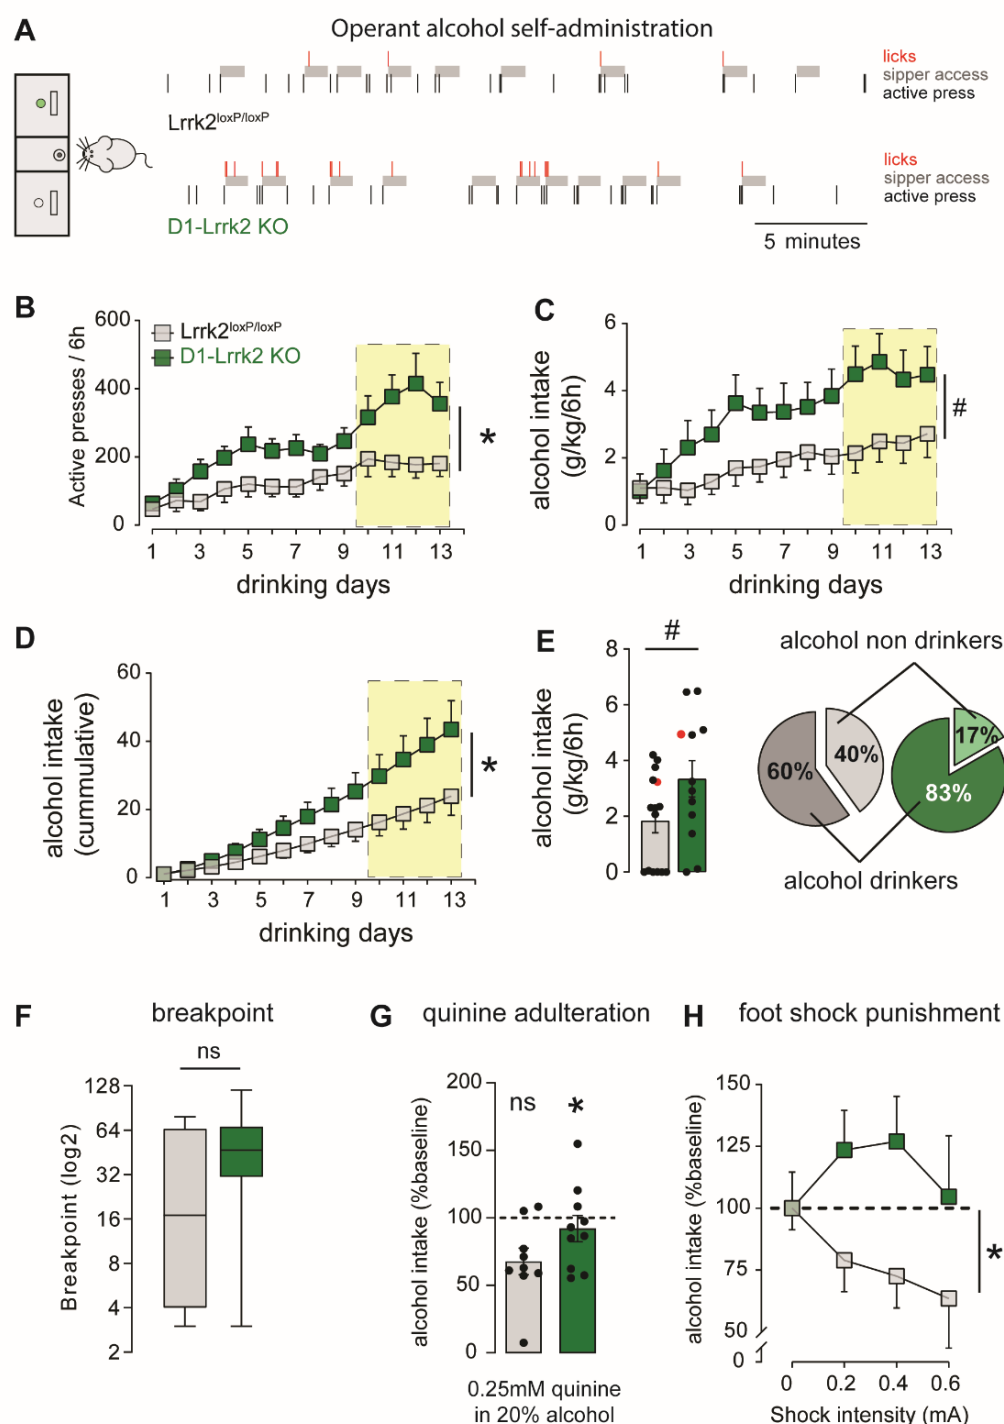 A
Operant alcohol self-administration
licks
sipper access
active press
Lrrk2loxP/loxP
licks
sipper access
active press
D1-Lrrk2 KO
5 minutes
B
Active presses / 6h
600
400
200
0
Lrrk2loxP/loxP
D1-Lrrk2 KO
*
1 3 5 7 9 11 13
drinking days
C
alcohol intake
(g/kg/6h)
6
4
2
0
#
1 3 5 7 9 11 13
drinking days
D
alcohol intake
(cummulative)
60
40
20
0
*
1 3 5 7 9 11 13
drinking days
E
alcohol intake
(g/kg/6h)
8
6
4
2
0
#
alcohol non drinkers
60%
40%
17%
83%
alcohol drinkers
F
breakpoint
ns
Breakpoint (log2)
128
64
32
16
8
4
2
G
quinine adulteration
alcohol intake (%baseline)
200
150
100
50
0
ns
*
0.25mM quinine
in 20% alcohol
H
foot shock punishment
alcohol intake (%baseline)
150
125
100
75
50
0
*
0 0.2 0.4 0.6
Shock intensity (mA)